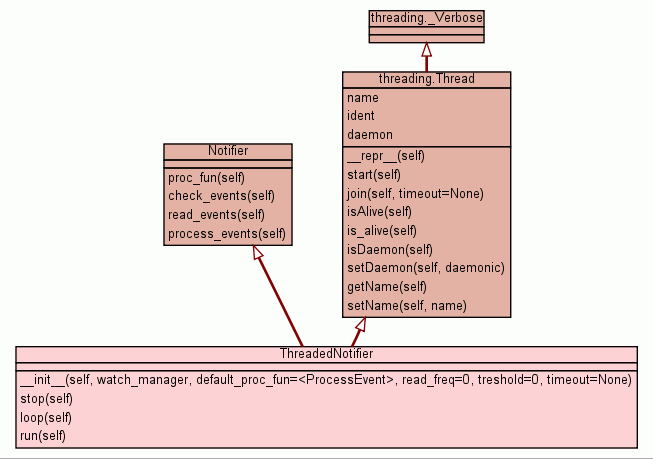 threading._Verbose
threading.Thread
name
ident
daemon
__repr__(self)
start(self)
join(self, timeout=None)
isAlive(self)
is_alive(self)
isDaemon(self)
setDaemon(self, daemonic)
getName(self)
setName(self, name)
Notifier
proc_fun(self)
check_events(self)
read_events(self)
process_events(self)
ThreadedNotifier
__init__(self, watch_manager, default_proc_fun=<ProcessEvent>, read_freq=0, treshold=0, timeout=None)
stop(self)
loop(self)
run(self)